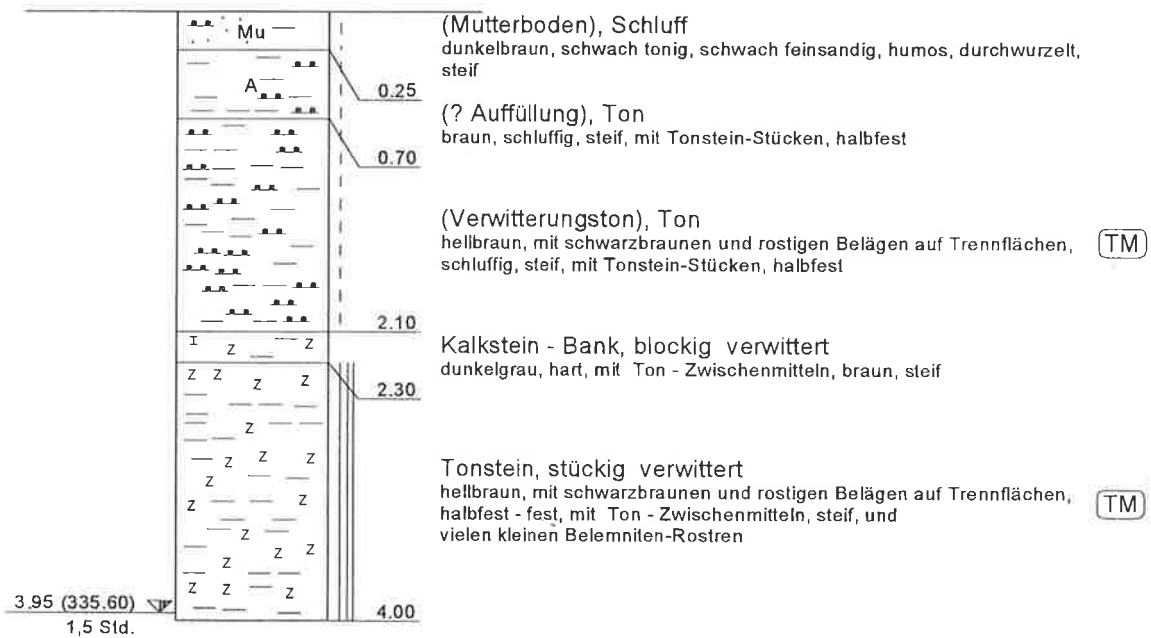 (Mutterboden), Schluff
dunkelbraun, schwach tonig, schwach feinsandig, humos, durchwurzelt,
steif
Mu
A
0.25
(? Auffüllung), Ton
braun, schluffig, steif, mit Tonstein-Stücken, halbfest
0.70
(Verwitterungston), Ton
hellbraun, mit schwarzbraunen und rostigen Belägen auf Trennflächen,
schluffig, steif, mit Tonstein-Stücken, halbfest
TM
2.10
Kalkstein - Bank, blockig verwittert
dunkelgrau, hart, mit Ton - Zwischenmitteln, braun, steif
I Z Z
Z Z Z Z
2.30
Z
Tonstein, stückig verwittert
hellbraun, mit schwarzbraunen und rostigen Belägen auf Trennflächen,
halbfest - fest, mit Ton - Zwischenmitteln, steif, und
vielen kleinen Belemniten-Rostren
TM
Z Z Z
Z
Z Z
Z Z
Z
Z Z Z
3.95 (335.60)
1,5 Std.
4.00